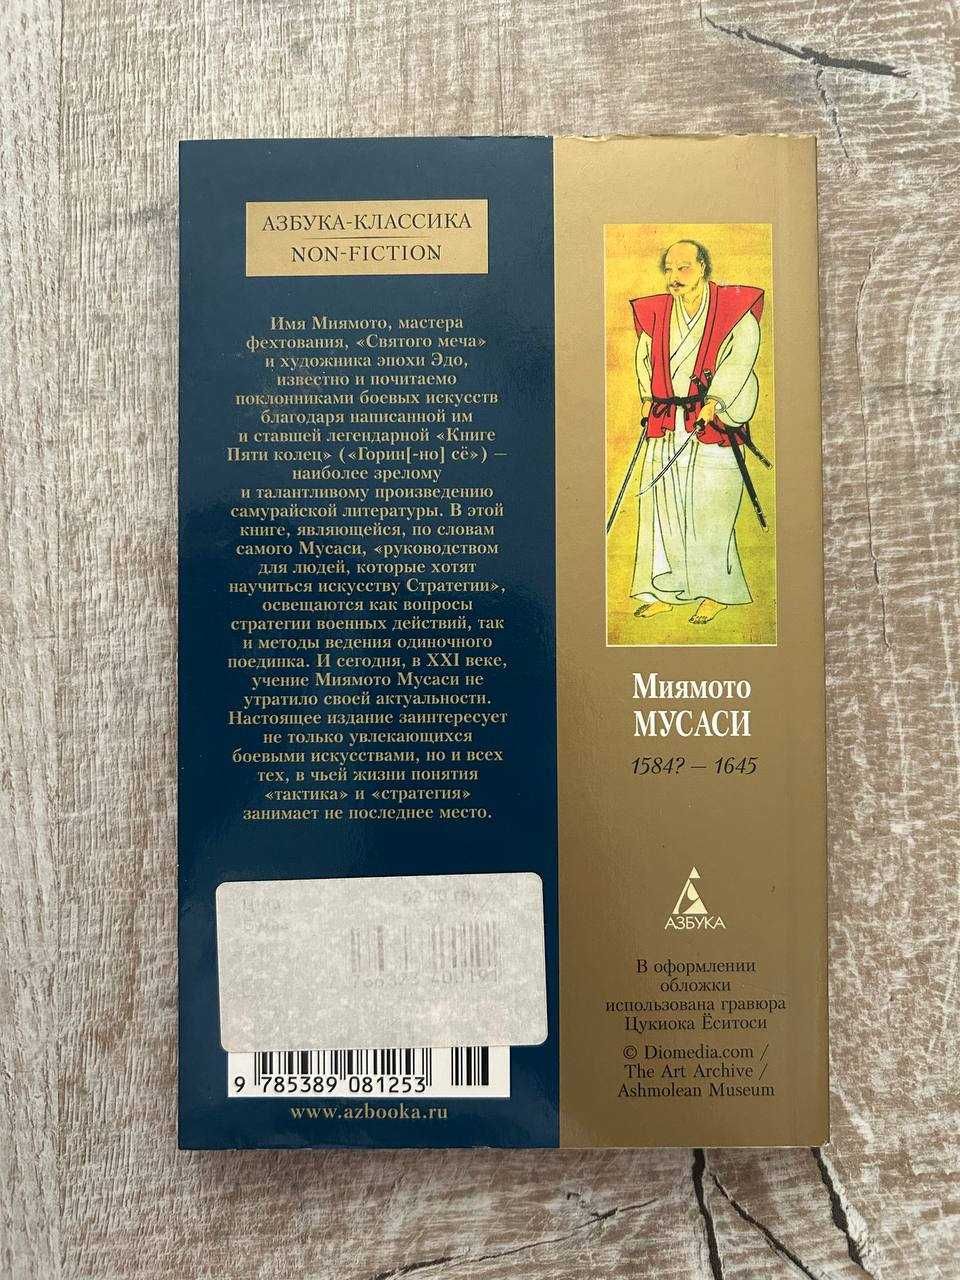 АЗБУКА-КЛАССИКА
NON-FICTION
Имя Миямото, мастера
фехтования, «Святого меча»
и художника эпохи Эдо,
известно и почитаемо
поклонниками боевых искусств
благодаря написанной им
и ставшей легендарной «Книге
Пяти колец» («Горин[-но] сё») —
наиболее зрелому
и талантливому произведению
самурайской литературы. В этой
книге, являющейся, по словам
самого Мусаси, «руководством
для людей, которые хотят
научиться искусству Стратегии»,
освещаются как вопросы
стратегии военных действий, так
и методы ведения одиночного
поединка. И сегодня, в XXI веке,
учение Миямото Мусаси не
утратило своей актуальности.
Настоящее издание заинтересует
не только увлекающихся
боевыми искусствами, но и всех
тех, в чьей жизни понятия
«тактика» и «стратегия»
занимает не последнее место.
9 785389 081253
www.azbooka.ru
Миямото
МУСАСИ
1584? — 1645
АЗБУКА
В оформлении
обложки
использована гравюра
Цукиока Ёситоси
© Diomedia.com /
The Art Archive /
Ashmolean Museum